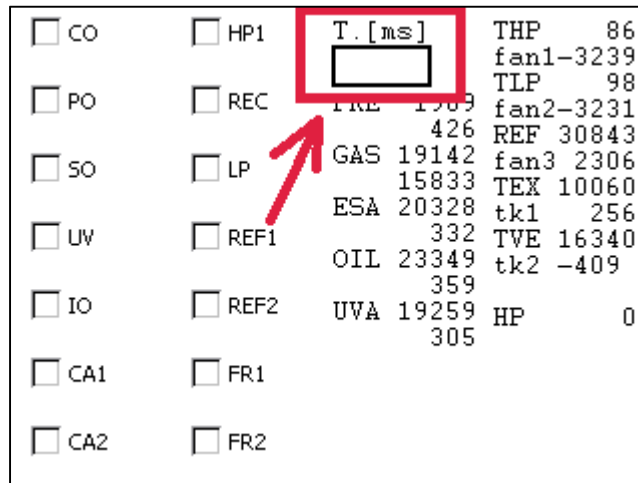 CO
PO
SO
UV
IO
CA1
CA2
HP1
REC
LP
REF1
REF2
FR1
FR2
T.[ms]
426
GAS 19142
15833
ESA 20328
332
OIL 23349
359
UVA 19259
305
THP 86
fan1-3239
TLP 98
fan2-3231
REF 30843
fan3 2306
TEX 10060
tk1 256
TVE 16340
tk2 -409
HP 0